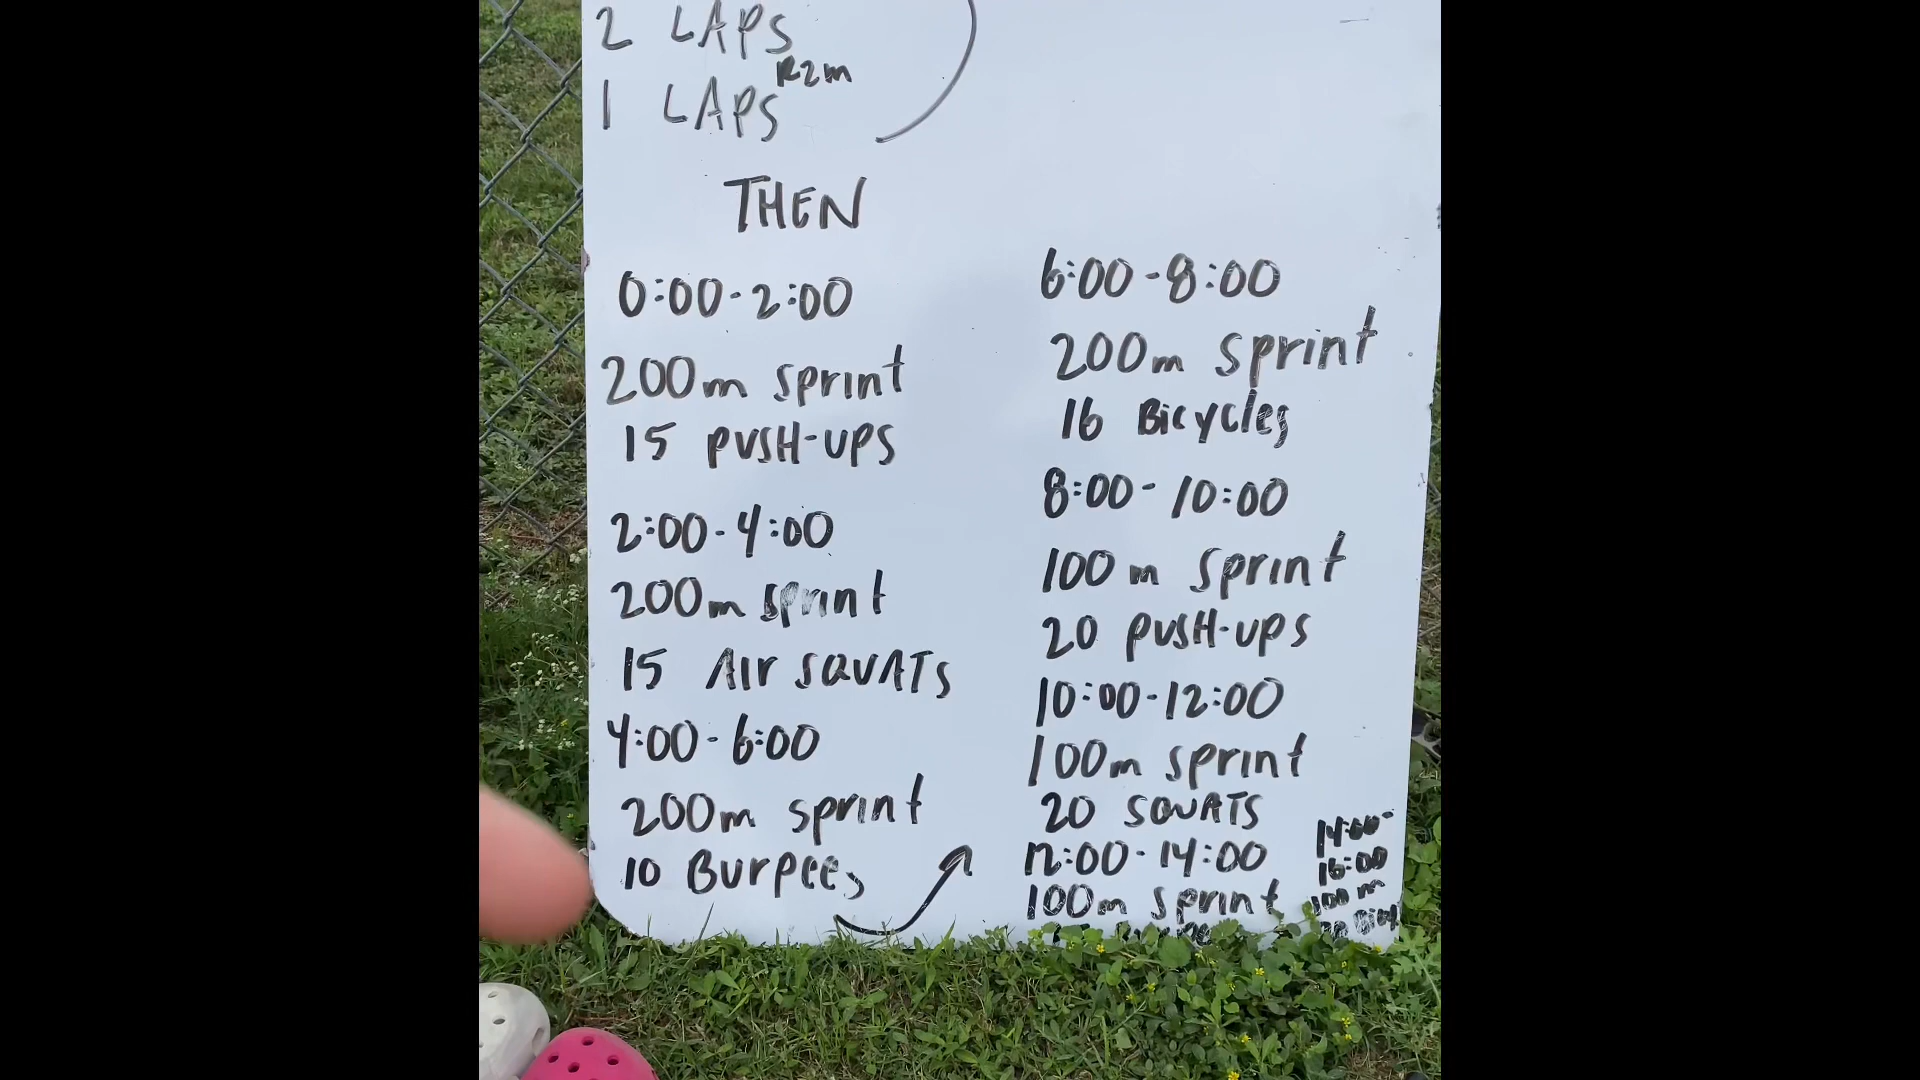 2 LAPS
R2m
1 LAPS
THEN
0:00-2:00
200m sprint
15 PUSH-UPS
2:00-4:00
200m sprint
15 Air SQUATS
4:00-6:00
200m sprint
10 Burpees
6:00-8:00
200m sprint
16 Bicycles
8:00-10:00
100m sprint
20 PUSH-UPS
10:00-12:00
100m sprint
20 SQUATS
12:00-14:00
100m sprint
14:00-
16:00
100 m